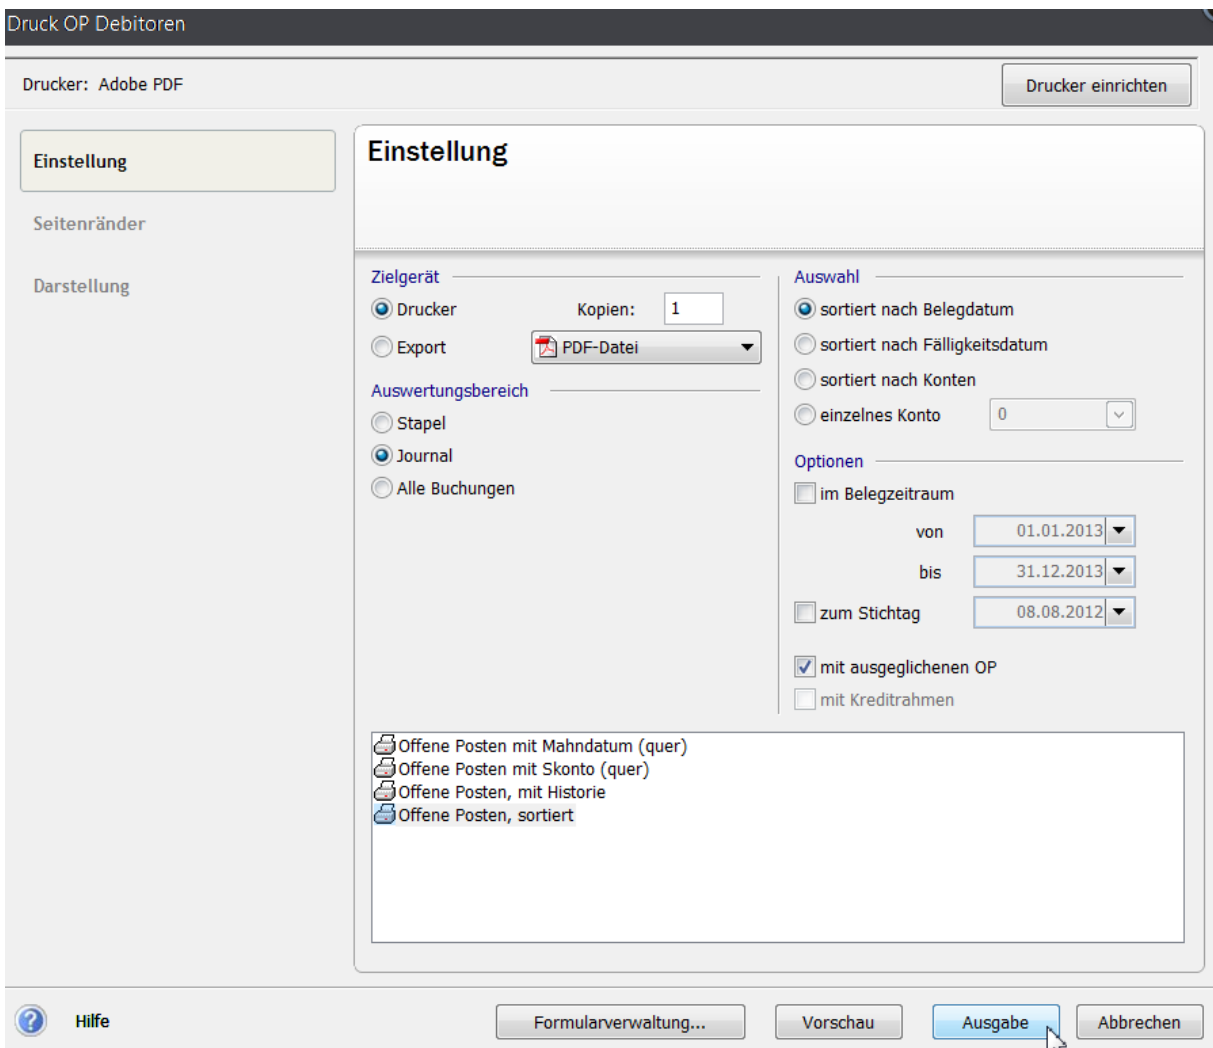 Druck OP Debitoren
Drucker: Adobe PDF
Drucker einrichten
Einstellung
Seitenränder
Darstellung
Einstellung
Zielgerät
Drucker Kopien: 1
Export PDF-Datei
Auswertungsbereich
Stapel
Journal
Alle Buchungen
Auswahl
sortiert nach Belegdatum
sortiert nach Fälligkeitsdatum
sortiert nach Konten
einzelnes Konto 0
Optionen
im Belegzeitraum
von 01.01.2013
bis 31.12.2013
zum Stichtag 08.08.2012
mit ausgeglichenen OP
mit Kreditrahmen
Offene Posten mit Mahndatum (quer)
Offene Posten mit Skonto (quer)
Offene Posten, mit Historie
Offene Posten, sortiert
Hilfe Formularverwaltung... Vorschau Ausgabe Abbrechen